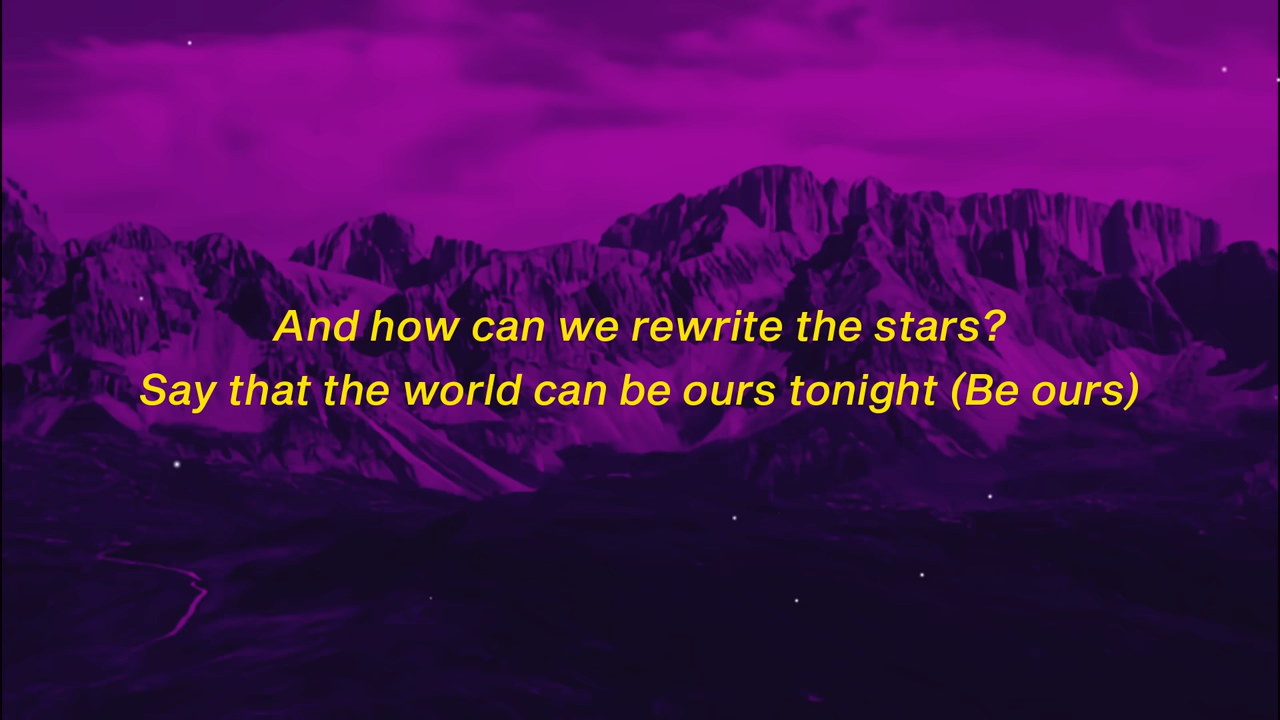 And how can we rewrite the stars?
Say that the world can be ours tonight (Be ours)